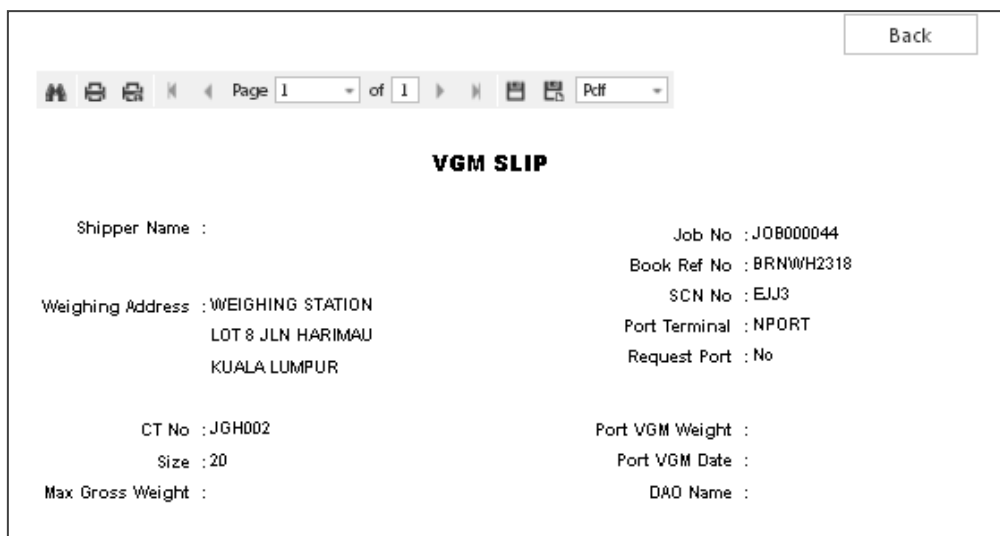 Back
Page 1 of 1 Pdf
VGM SLIP
Shipper Name :
Job No : JOB000044
Book Ref No : BRNWH2318
Weighing Address : WEIGHING STATION
SCN No : EJJ3
LOT 8 JLN HARIMAU
Port Terminal : NPORT
KUALA LUMPUR
Request Port : No
CT No : JGH002
Port VGM Weight :
Size : 20
Port VGM Date :
Max Gross Weight :
DAO Name :